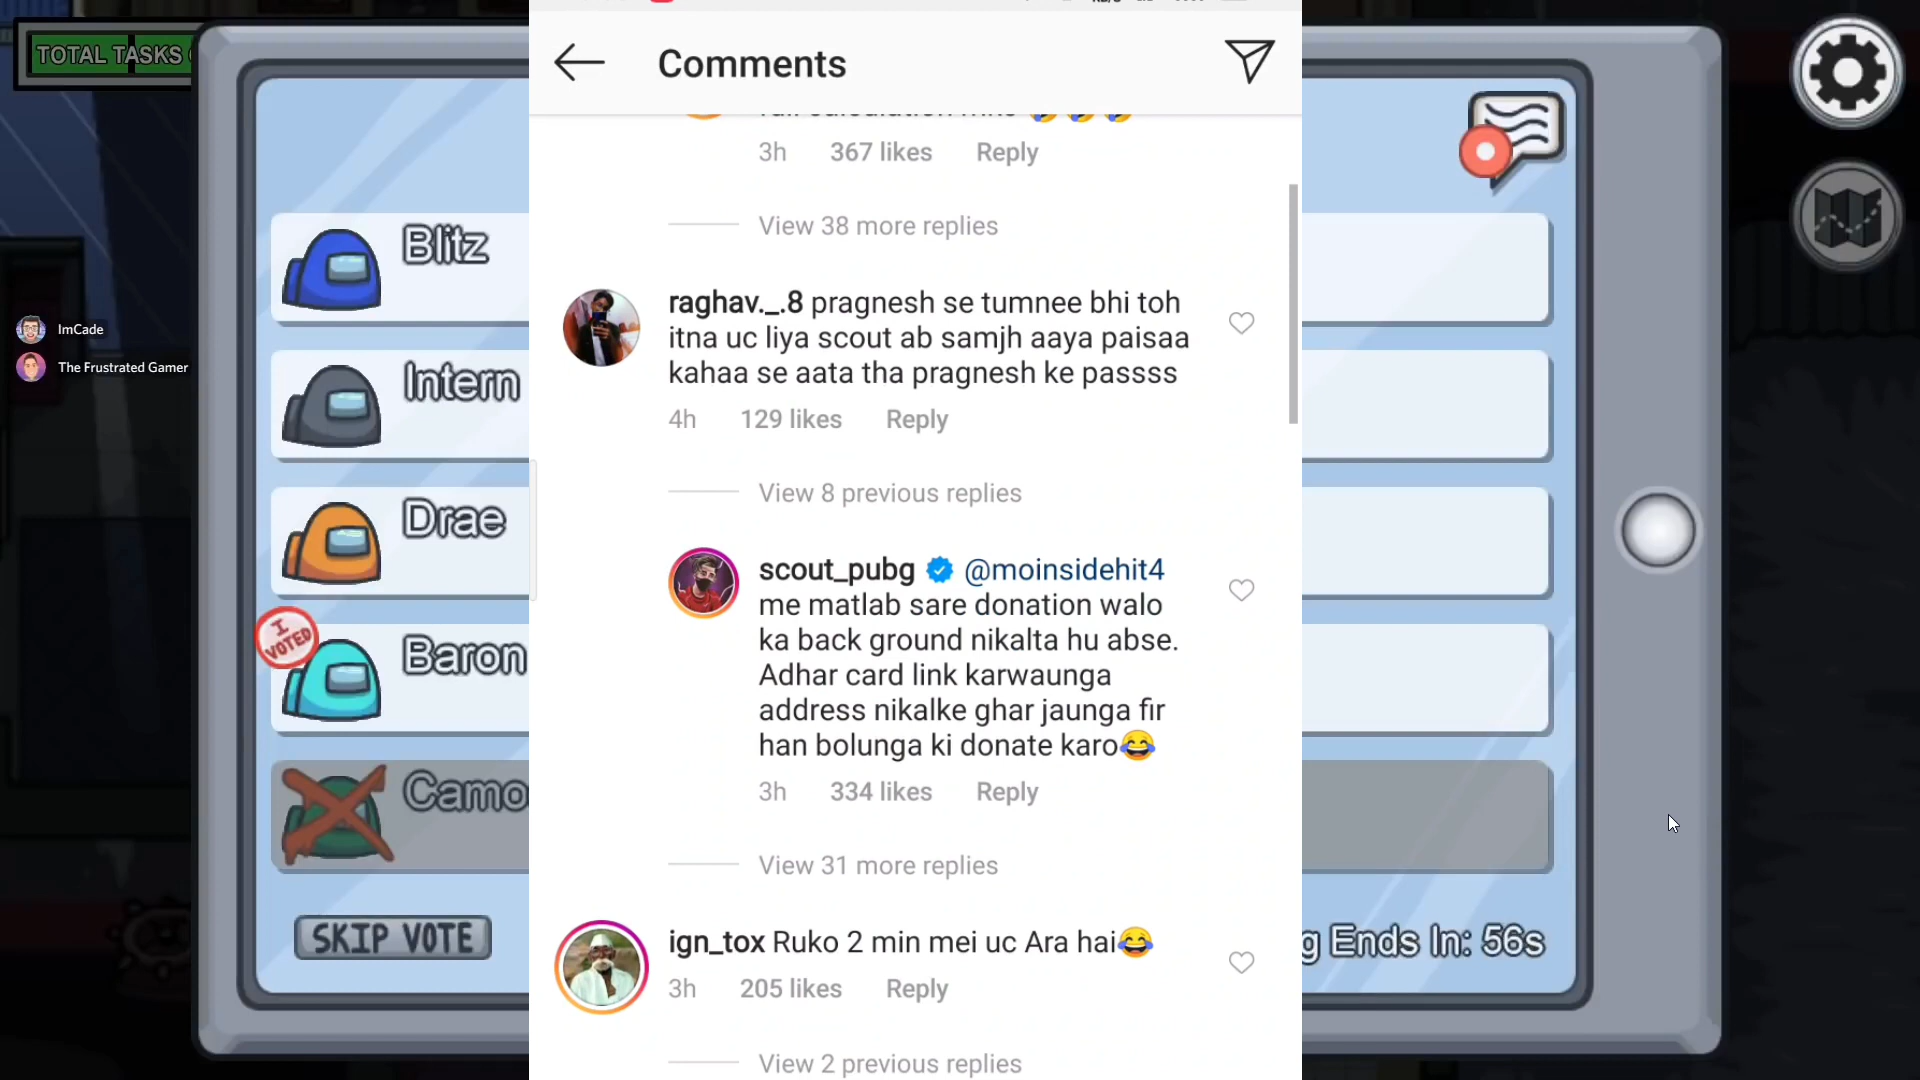 TOTAL TASKS
Comments
3h 367 likes Reply
View 38 more replies
raghav._.8 pragnesh se tumnee bhi toh
itna uc liya scout ab samjh aaya paisaa
kahaa se aata tha pragnesh ke passss
4h 129 likes Reply
View 8 previous replies
scout_pubg @moinsidehit4
me matlab sare donation walo
ka back ground nikalta hu abse.
Adhar card link karwaunga
address nikalke ghar jaunga fir
han bolunga ki donate karo😂
3h 334 likes Reply
View 31 more replies
ign_tox Ruko 2 min mei uc Ara hai😂
3h 205 likes Reply
View 2 previous replies
Blitz
Intern
Drae
I VOTED
Baron
Camo
SKIP VOTE
g Ends In: 56s
ImCade
The Frustrated Gamer